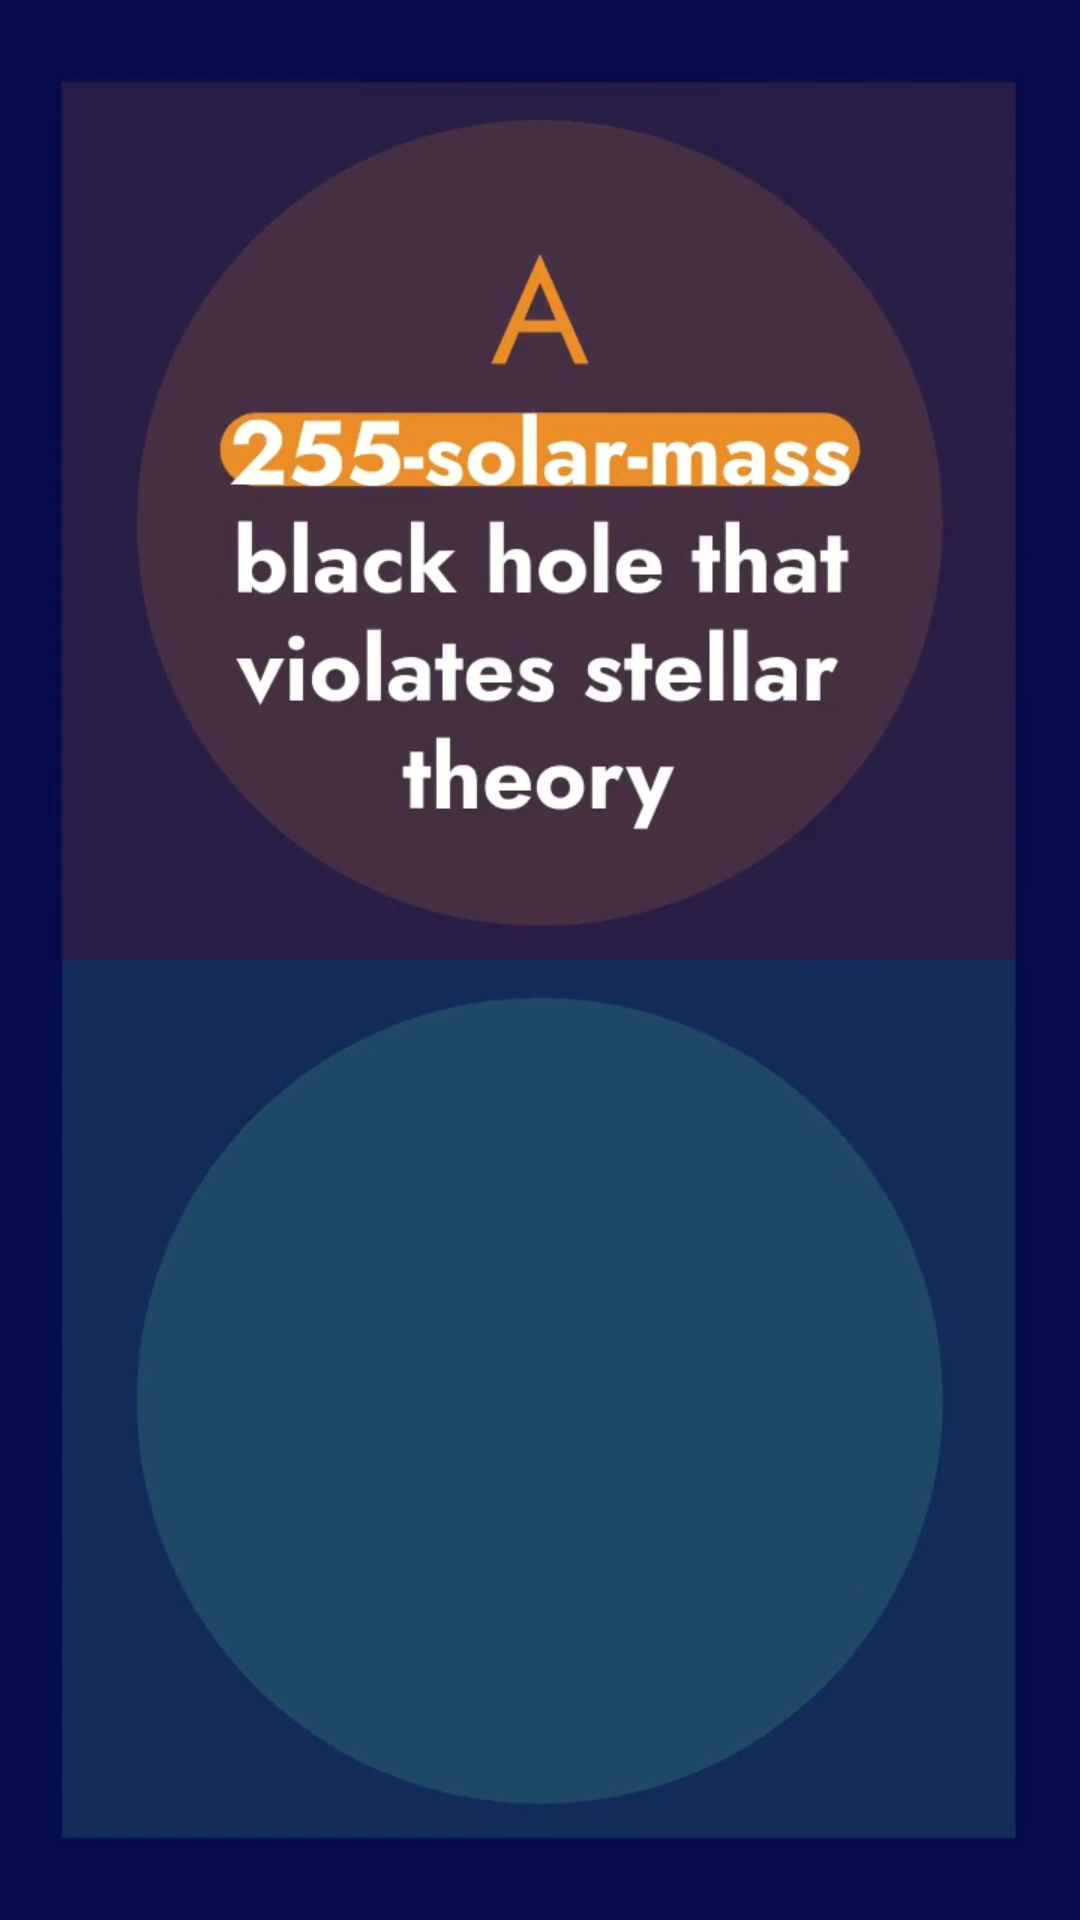 A
255-solar-mass
black hole that
violates stellar
theory